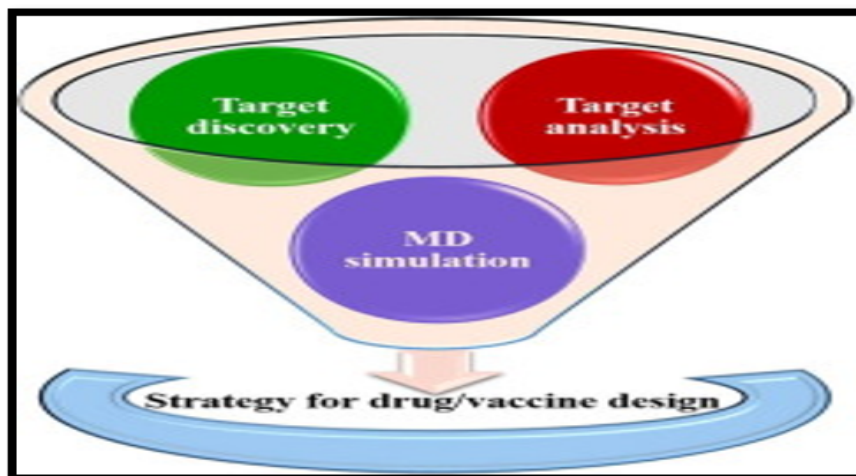 Target
discovery
Target
analysis
MD
simulation
Strategy for drug/vaccine design